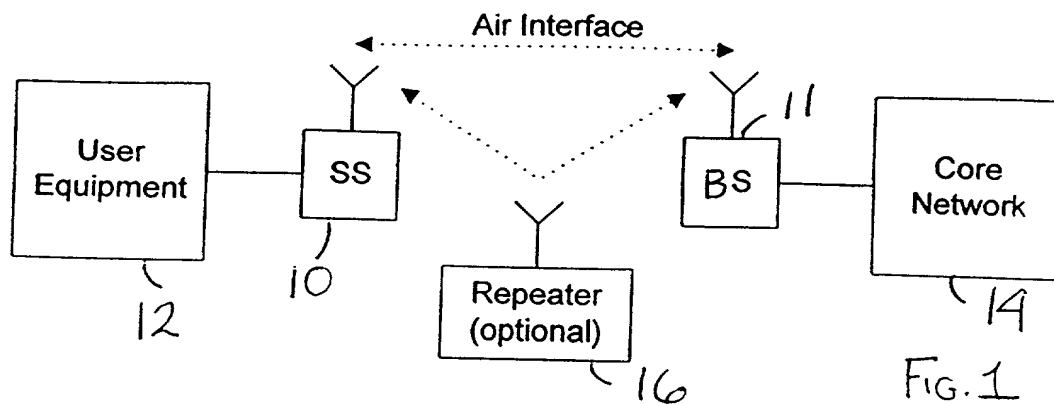 Air Interface
11
User
Equipment
SS
BS
Core
Network
10
12
Repeater
(optional)
14
16
FIG. 1